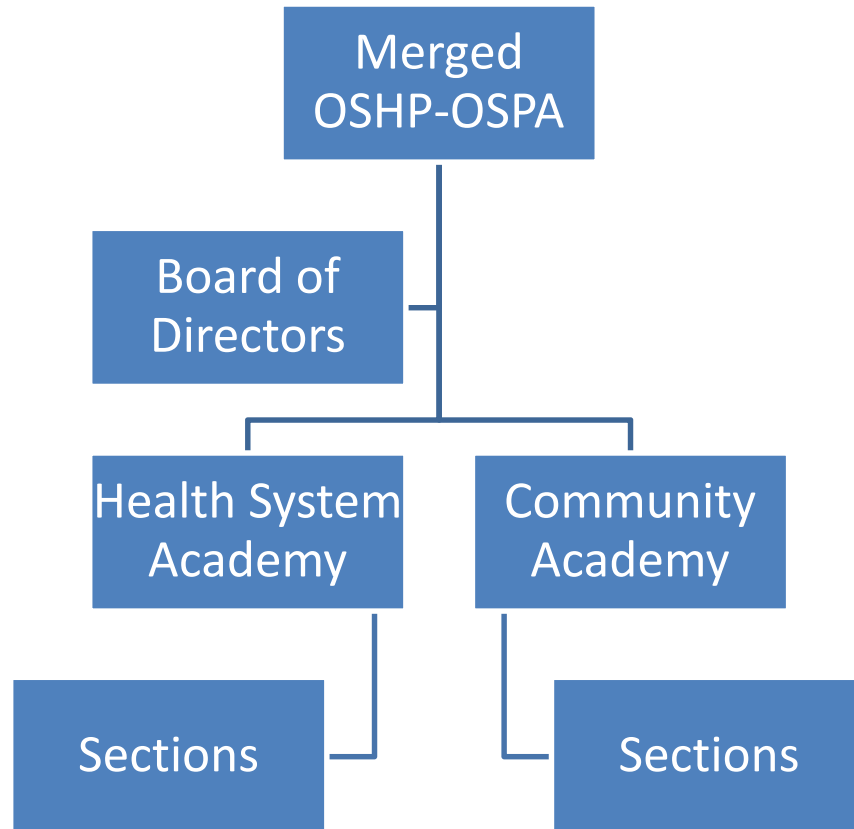 Merged
OSHP-OSPA
Board of
Directors
Health System
Academy
Community
Academy
Sections
Sections